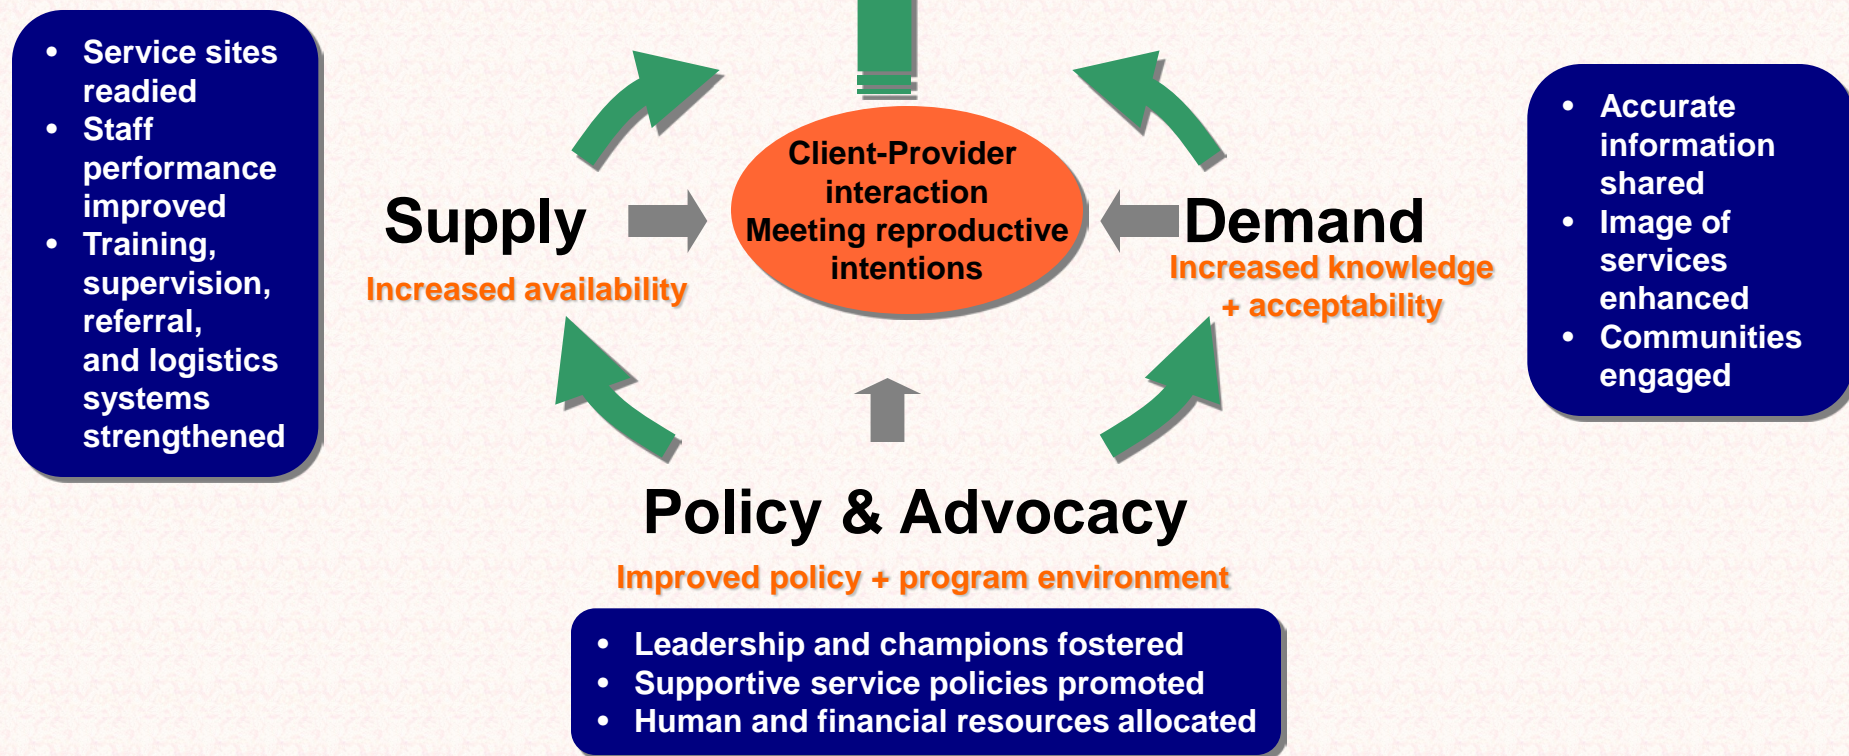 • Service sites
readied
• Staff
performance
improved
• Training,
supervision,
referral,
and logistics
systems
strengthened
Supply
Increased availability
Client-Provider
interaction
Meeting reproductive
intentions
Demand
Increased knowledge
+ acceptability
• Accurate
information
shared
• Image of
services
enhanced
• Communities
engaged
Policy & Advocacy
Improved policy + program environment
• Leadership and champions fostered
• Supportive service policies promoted
• Human and financial resources allocated